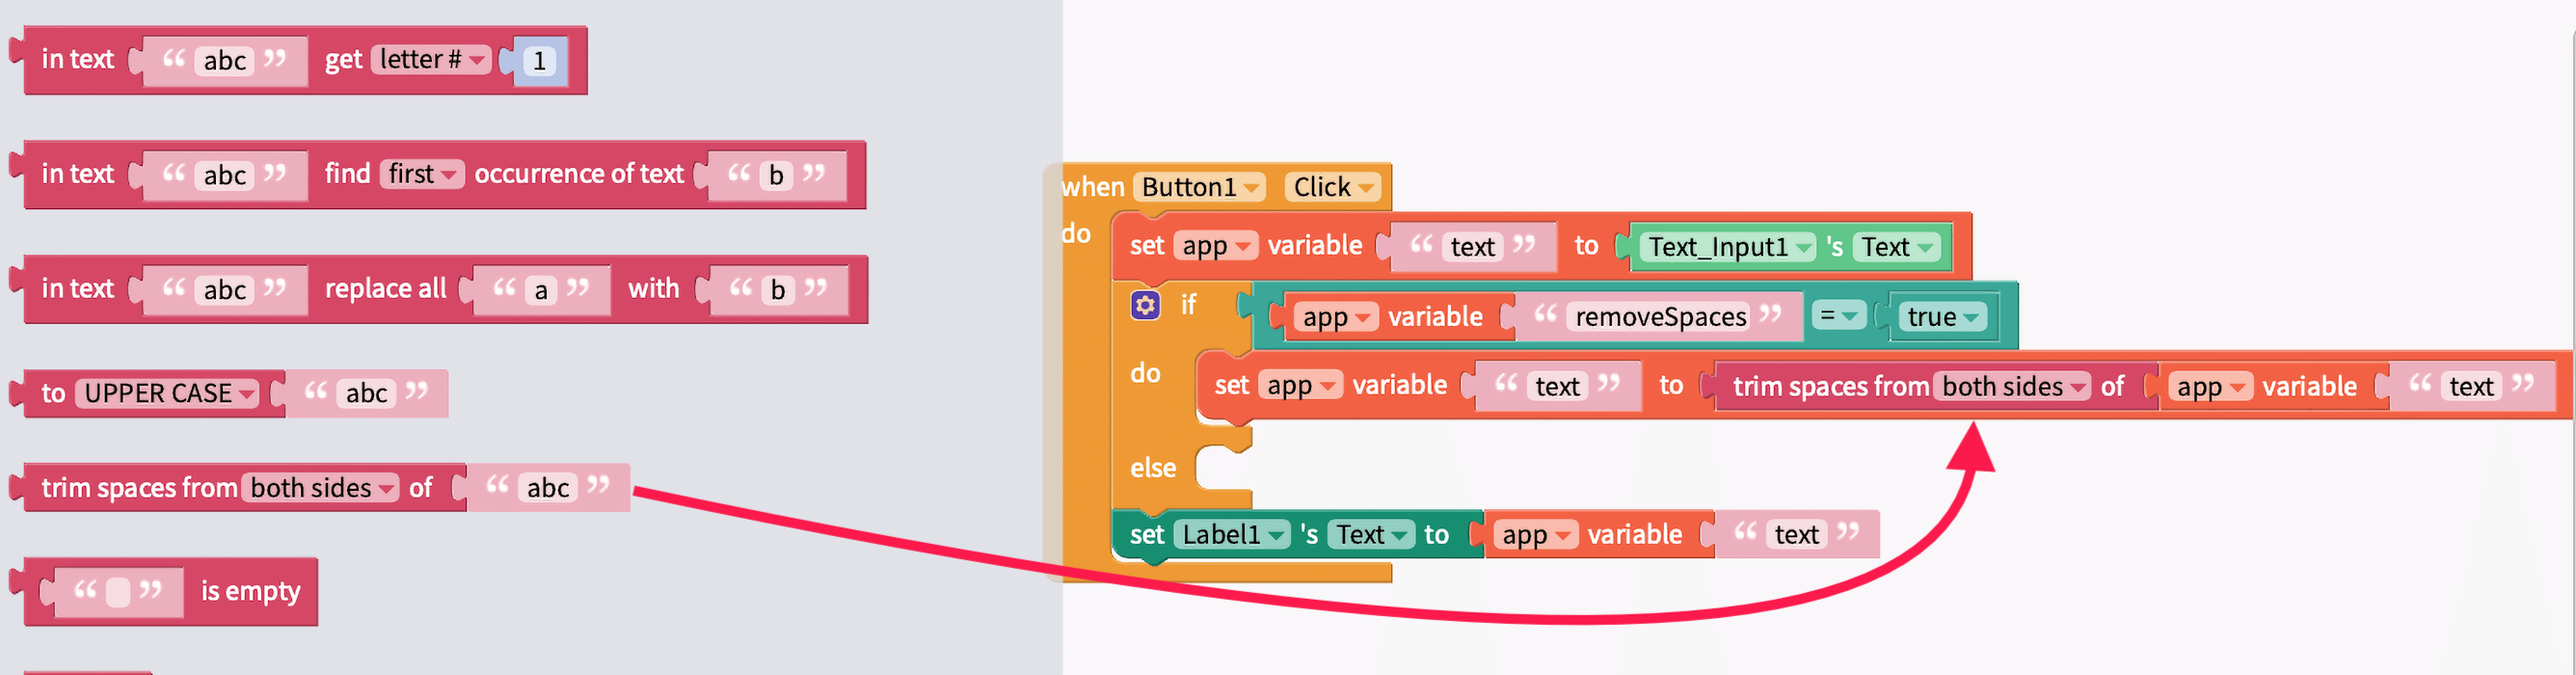 in text “ abc ” get letter # 1
in text “ abc ” find first occurrence of text “ b ”
in text “ abc ” replace all “ a ” with “ b ”
to UPPER CASE “ abc ”
trim spaces from both sides of “ abc ”
“ ” is empty
when Button1 Click
do
set app variable “ text ” to Text_Input1 's Text
if app variable “ removeSpaces ” = true
do set app variable “ text ” to trim spaces from both sides of app variable “ text ”
else
set Label1 's Text to app variable “ text ”